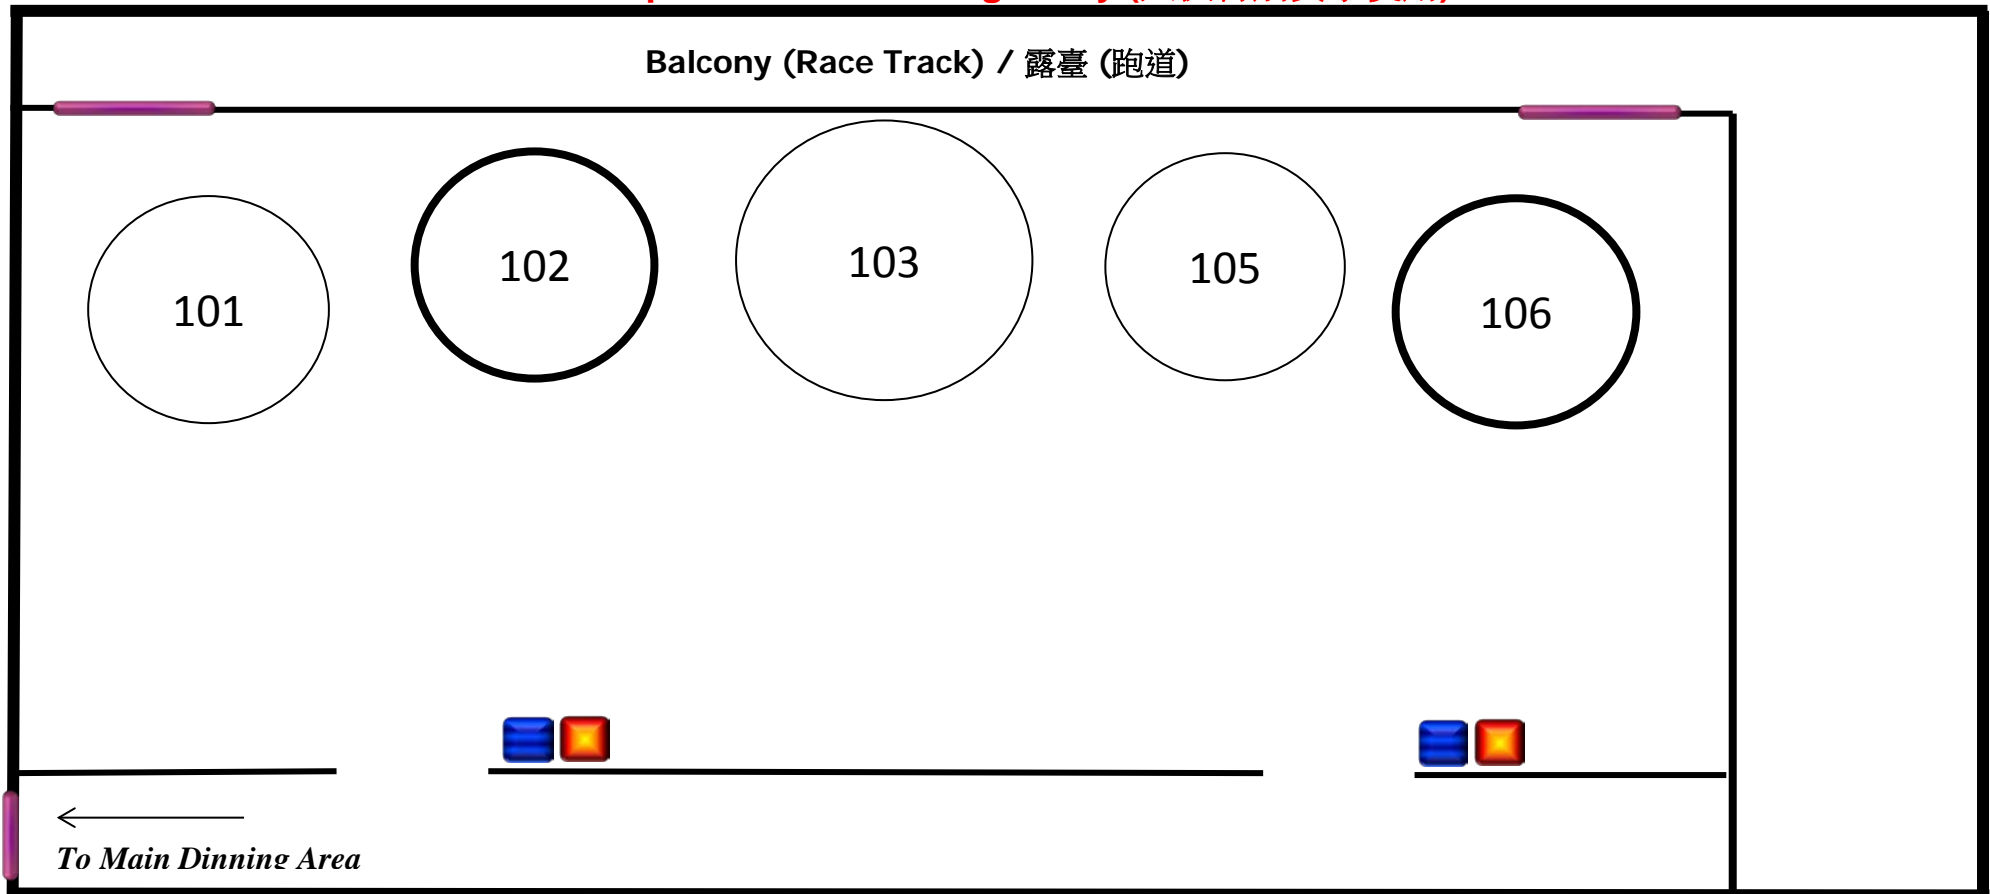 Balcony (Race Track) / 露臺 (跑道)
101
102
103
105
106
To Main Dinning Area